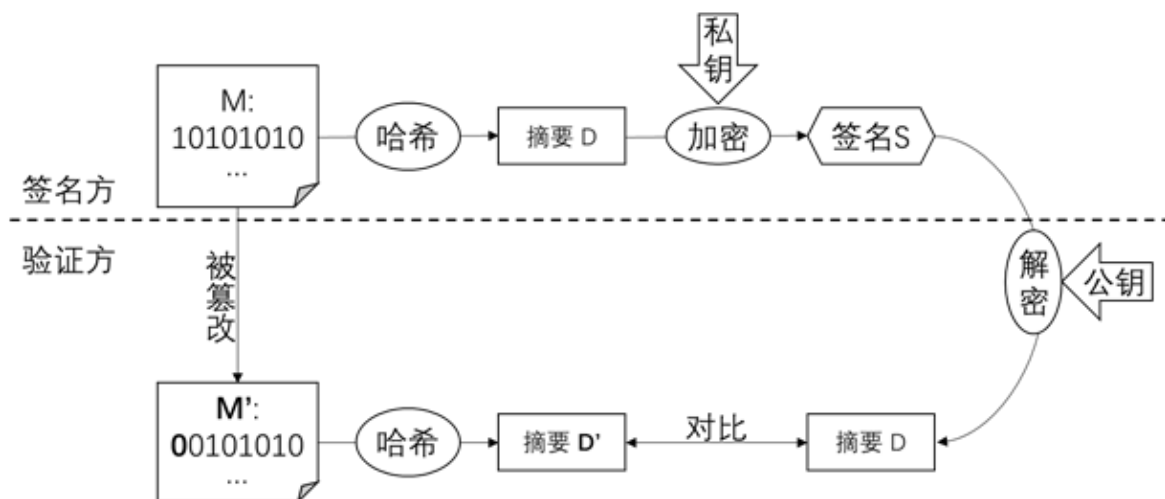 私钥
M:
10101010
...
哈希
摘要 D
加密
签名S
签名方
验证方
被篡改
解密
公钥
M':
00101010
...
哈希
摘要 D'
对比
摘要 D